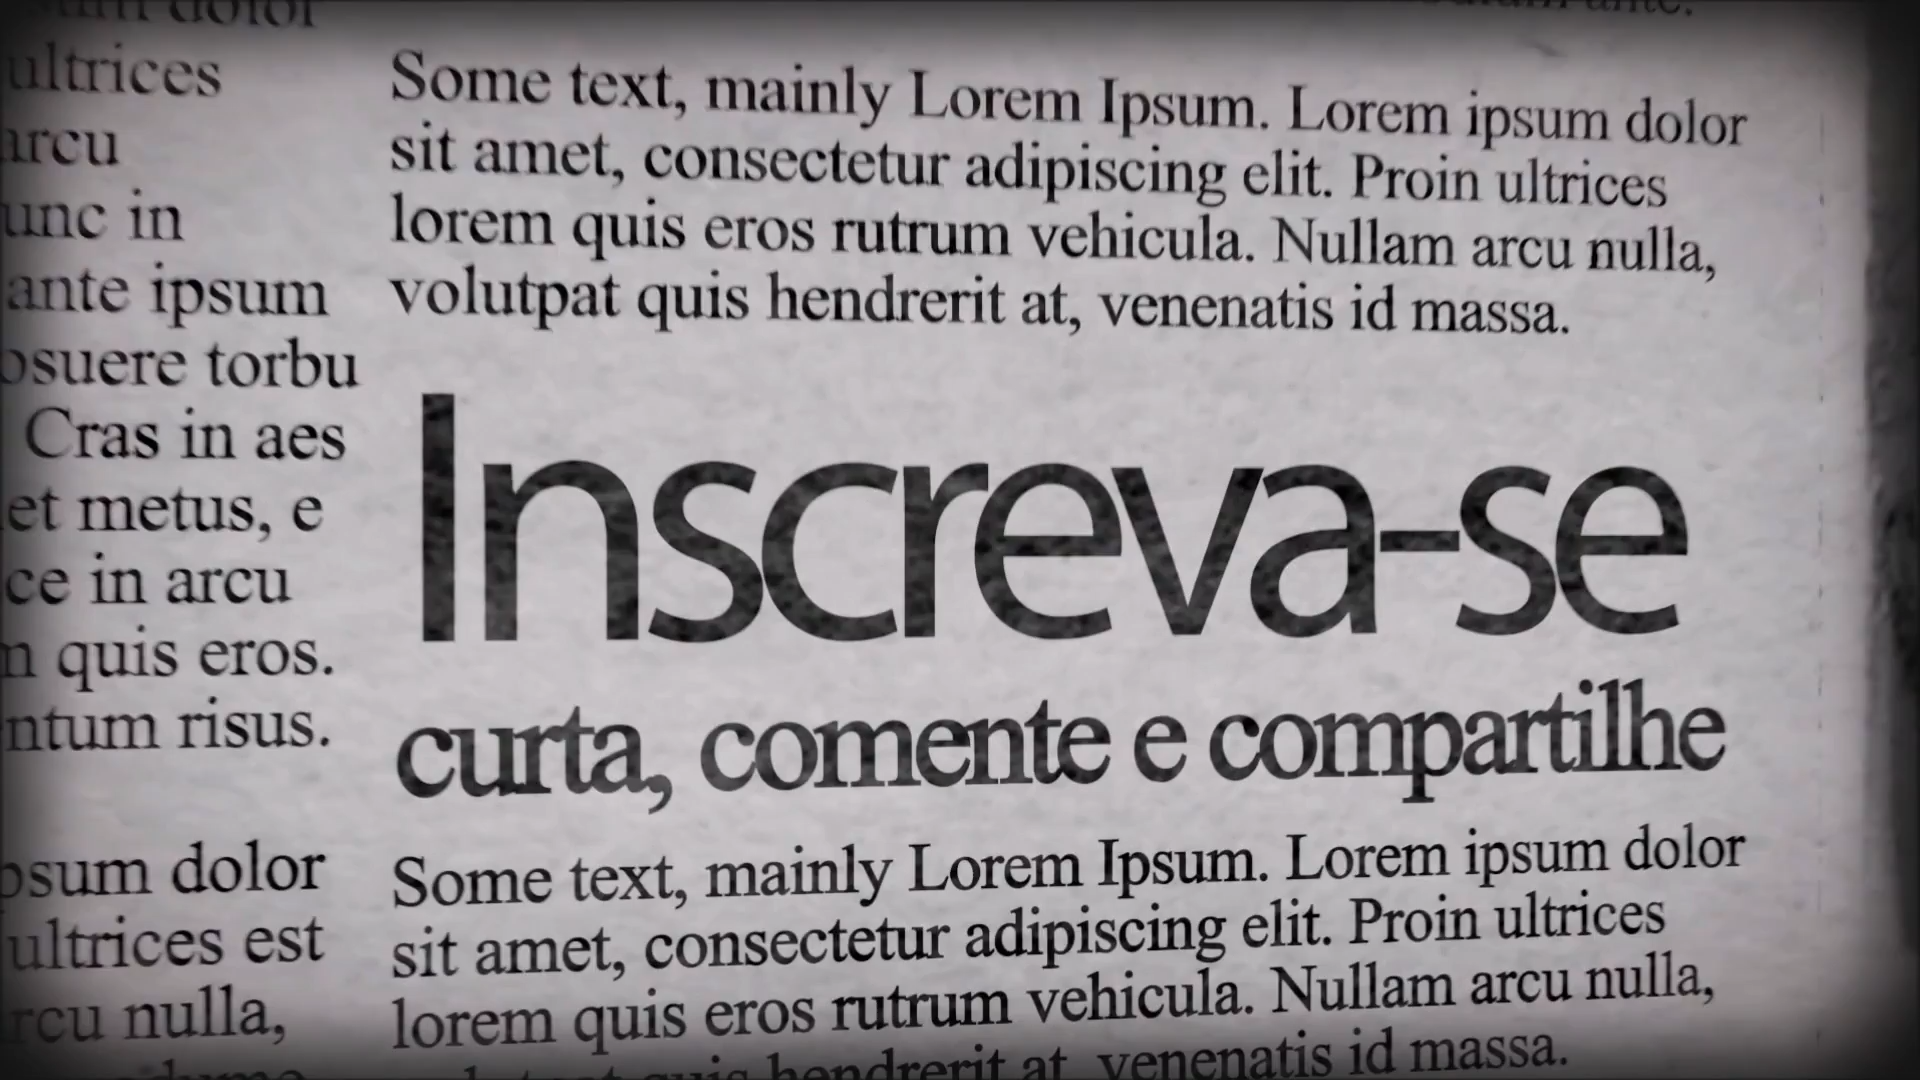 ultrices
arcu
unc in
ante ipsum
osuere torbu
Cras in aes
et metus, e
ce in arcu
n quis eros.
ntum risus.
psum dolor
ultrices est
rcu nulla,
Some text, mainly Lorem Ipsum. Lorem ipsum dolor
sit amet, consectetur adipiscing elit. Proin ultrices
lorem quis eros rutrum vehicula. Nullam arcu nulla,
volutpat quis hendrerit at, venenatis id massa.
Inscreva-se
curta, comente e compartilhe
Some text, mainly Lorem Ipsum. Lorem ipsum dolor
sit amet, consectetur adipiscing elit. Proin ultrices
lorem quis eros rutrum vehicula. Nullam arcu nulla,
quis hendrerit at, venenatis id massa.